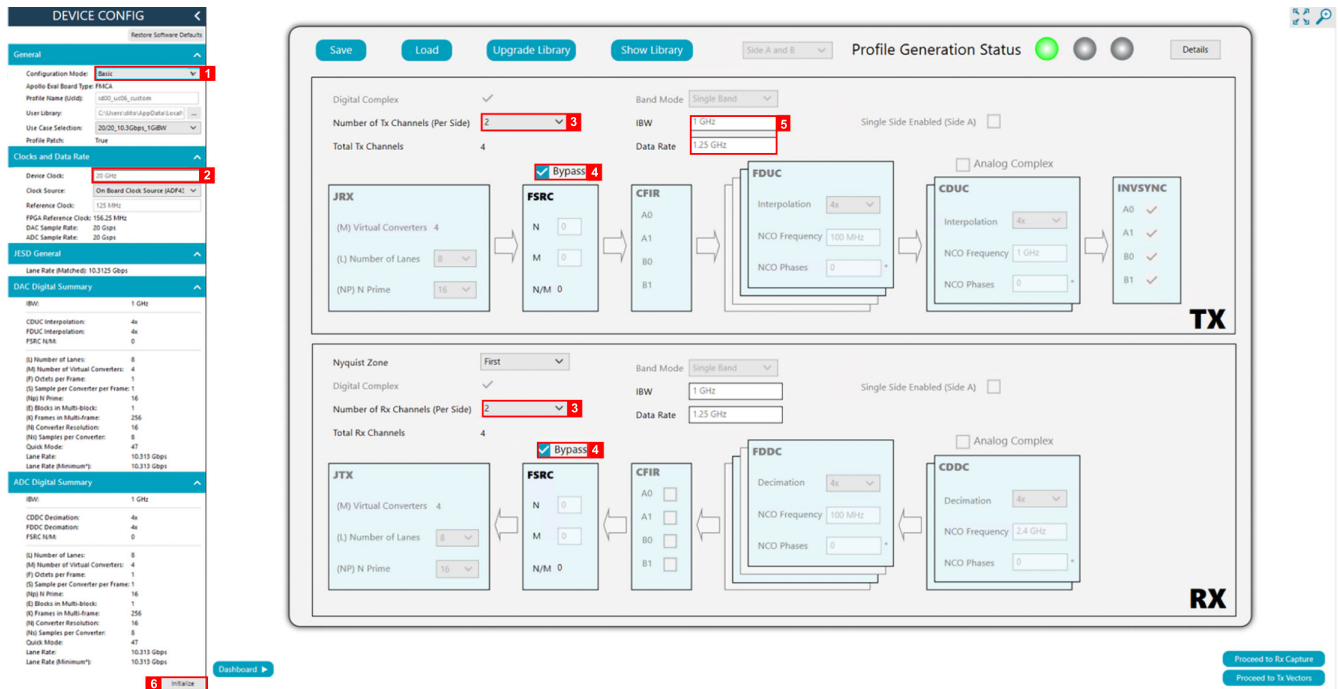 DEVICE CONFIG <
Restore Software Defaults
General
Configuration Mode: Basic 1
Apollo Eval Board Type: FMCA
Profile Name (UcId): id00_uc06_custom
User Library: ...
Use Case Selection: 20/20_10.3Gbps_1GiBW
Profile Patch: True
Clocks and Data Rate
Device Clock: 20 GHz 2
Clock Source: On Board Clock Source (ADF43
Reference Clock: 125 MHz
FPGA Reference Clock: 156.25 MHz
DAC Sample Rate: 20 Gsps
ADC Sample Rate: 20 Gsps
JESD General
Lane Rate (Matched): 10.3125 Gbps
DAC Digital Summary
IBW: 1 GHz
CDUC Interpolation: 4x
FDUC Interpolation: 4x
FSRC N/M: 0
(L) Number of Lanes: 8
(M) Number of Virtual Converters: 4
(F) Octets per Frame: 1
(S) Sample per Converter per Frame: 1
(Np) N Prime: 16
(E) Blocks in Multi-block: 1
(K) Frames in Multi-frame: 256
(N) Converter Resolution: 16
(Ns) Samples per Converter: 8
Quick Mode: 47
Lane Rate: 10.313 Gbps
Lane Rate (Minimum*): 10.313 Gbps
ADC Digital Summary
IBW: 1 GHz
CDDC Decimation: 4x
FDDC Decimation: 4x
FSRC N/M: 0
(L) Number of Lanes: 8
(M) Number of Virtual Converters: 4
(F) Octets per Frame: 1
(S) Sample per Converter per Frame: 1
(Np) N Prime: 16
(E) Blocks in Multi-block: 1
(K) Frames in Multi-frame: 256
(N) Converter Resolution: 16
(Ns) Samples per Converter: 8
Quick Mode: 47
Lane Rate: 10.313 Gbps
Lane Rate (Minimum*): 10.313 Gbps
6 Initialize
Dashboard
Save Load Upgrade Library Show Library Side A and B Profile Generation Status Details
Digital Complex Band Mode Single Band
Number of Tx Channels (Per Side) 2 3 IBW 1 GHz 5 Single Side Enabled (Side A)
Total Tx Channels 4 Data Rate 1.25 GHz
Bypass 4 Analog Complex
JRX
(M) Virtual Converters 4
(L) Number of Lanes 8
(NP) N Prime 16
FSRC
N 0
M 0
N/M 0
CFIR
A0
A1
B0
B1
FDUC
Interpolation 4x
NCO Frequency 100 MHz
NCO Phases 0 °
CDUC
Interpolation 4x
NCO Frequency 1 GHz
NCO Phases 0 °
INVSYNC
A0
A1
B0
B1
TX
Nyquist Zone First Band Mode Single Band
Digital Complex IBW 1 GHz Single Side Enabled (Side A)
Number of Rx Channels (Per Side) 2 3 Data Rate 1.25 GHz
Total Rx Channels 4
Bypass 4 Analog Complex
JTX
(M) Virtual Converters 4
(L) Number of Lanes 8
(NP) N Prime 16
FSRC
N 0
M 0
N/M 0
CFIR
A0
A1
B0
B1
FDDC
Decimation 4x
NCO Frequency 100 MHz
NCO Phases 0 °
CDDC
Decimation 4x
NCO Frequency 2.4 GHz
NCO Phases 0 °
RX
Proceed to Rx Capture
Proceed to Tx Vectors